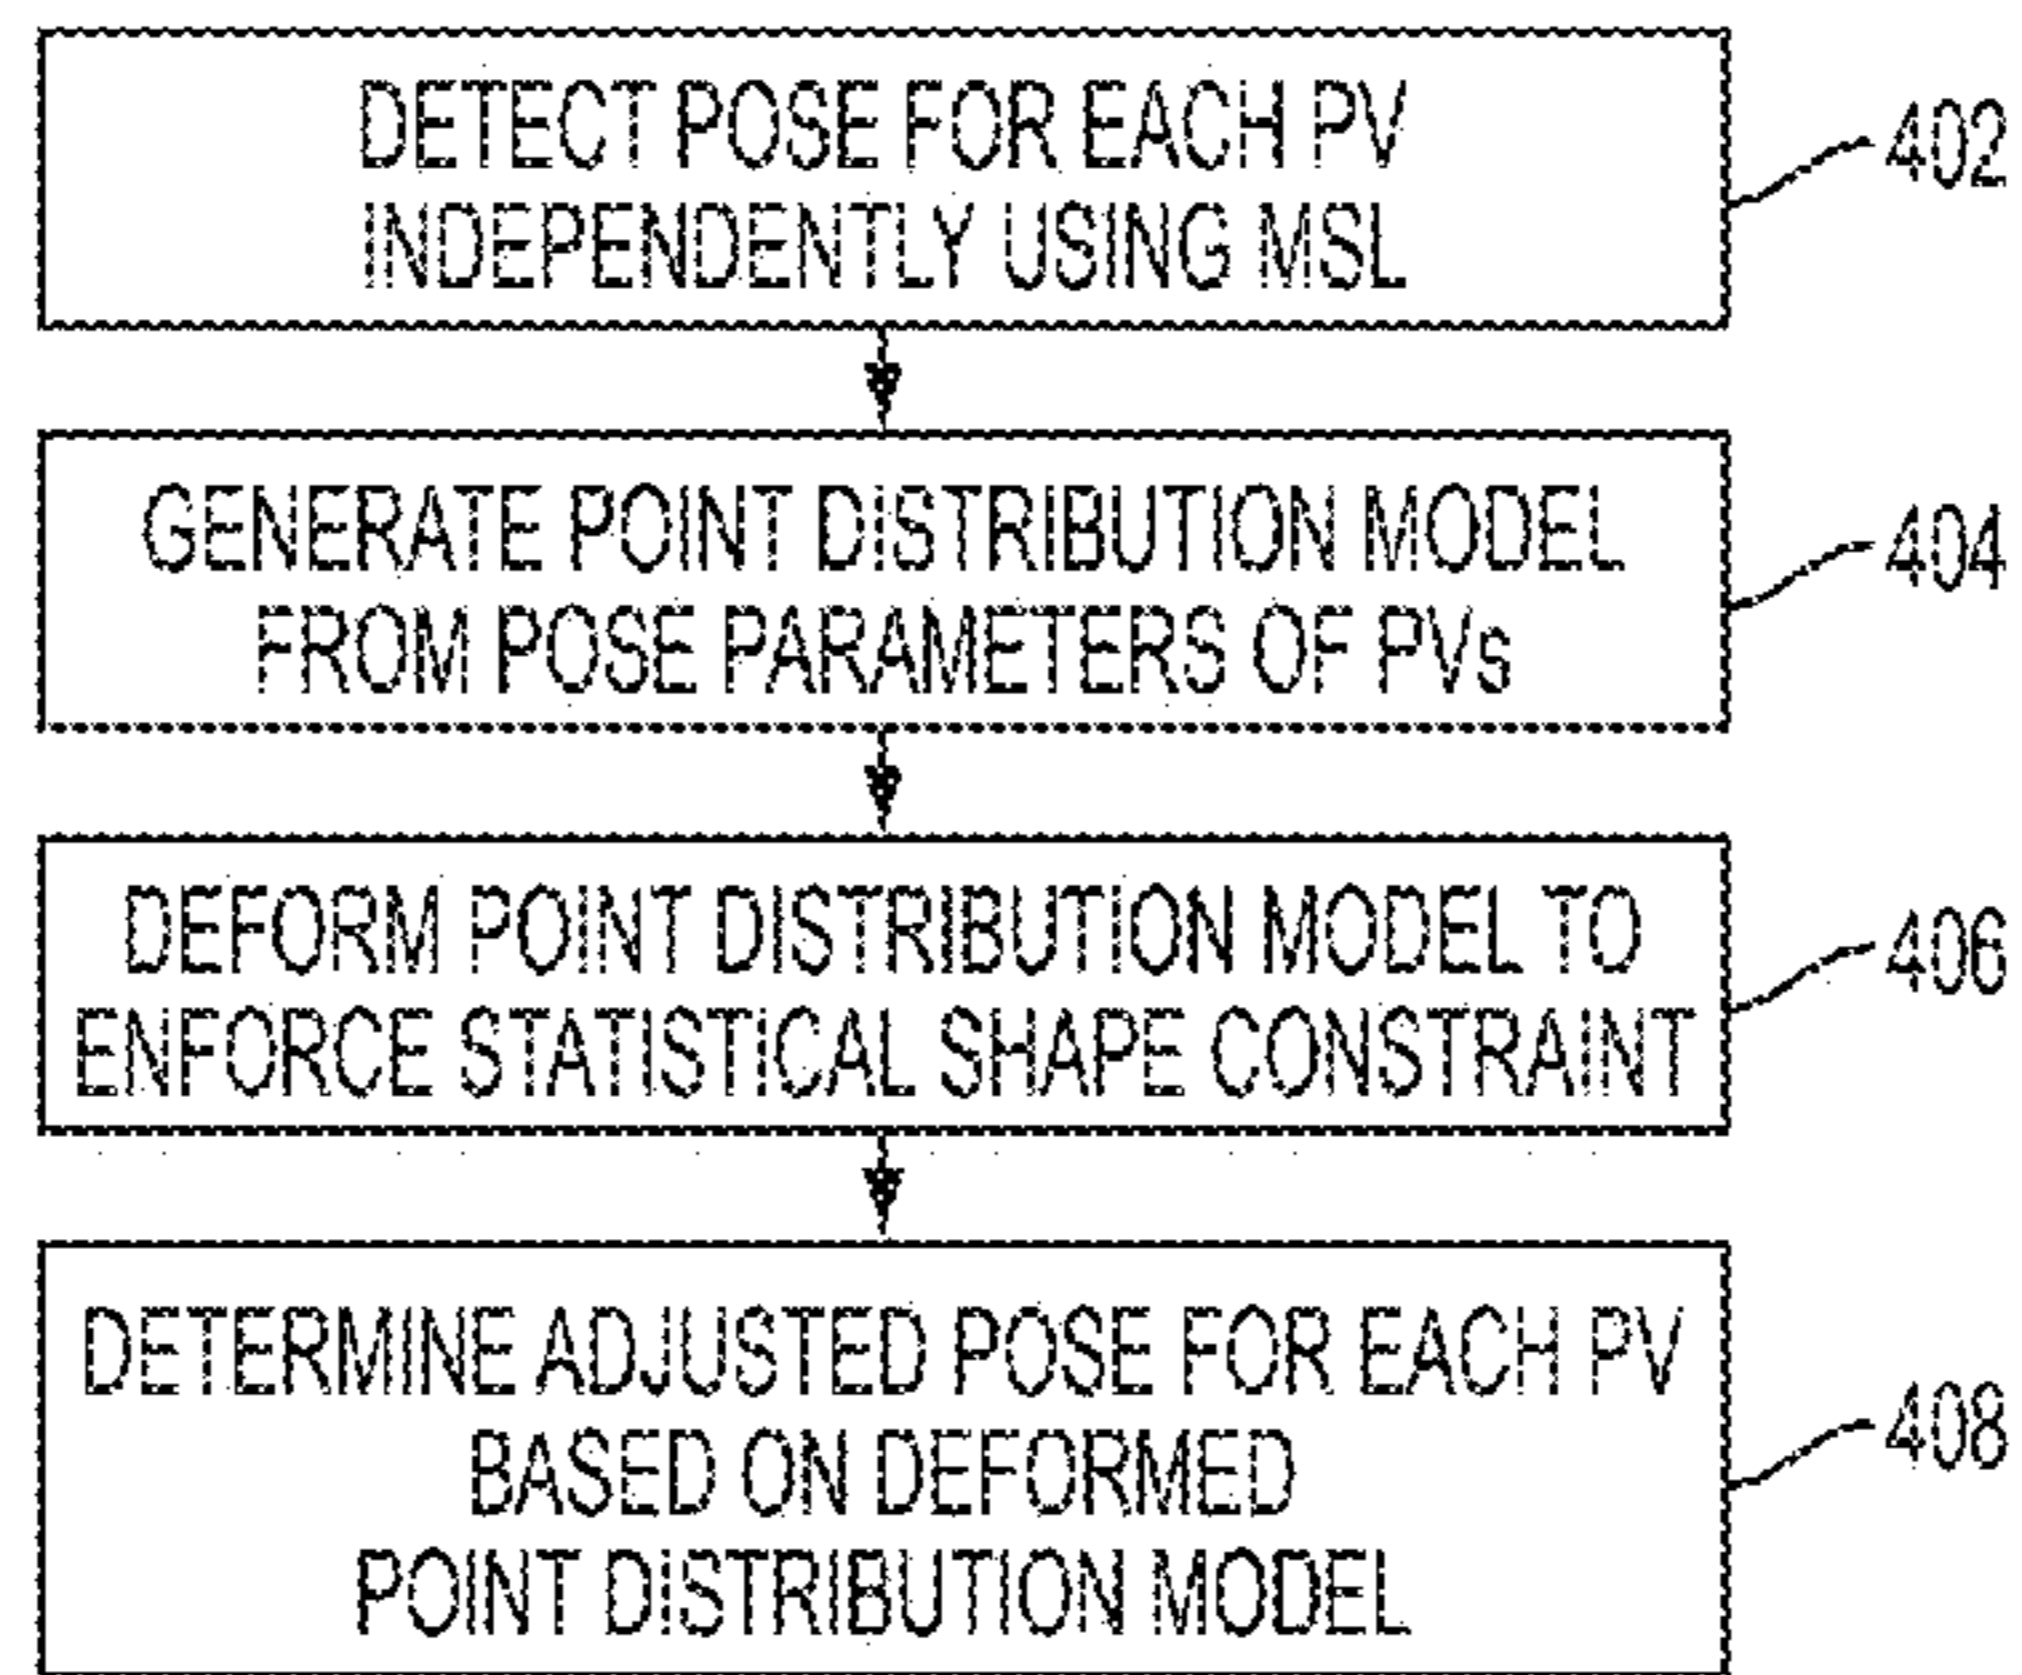 DETECT POSE FOR EACH PV
INDEPENDENTLY USING MSL
402
GENERATE POINT DISTRIBUTION MODEL
FROM POSE PARAMETERS OF PVs
404
DEFORM POINT DISTRIBUTION MODEL TO
ENFORCE STATISTICAL SHAPE CONSTRAINT
406
DETERMINE ADJUSTED POSE FOR EACH PV
BASED ON DEFORMED
POINT DISTRIBUTION MODEL
408